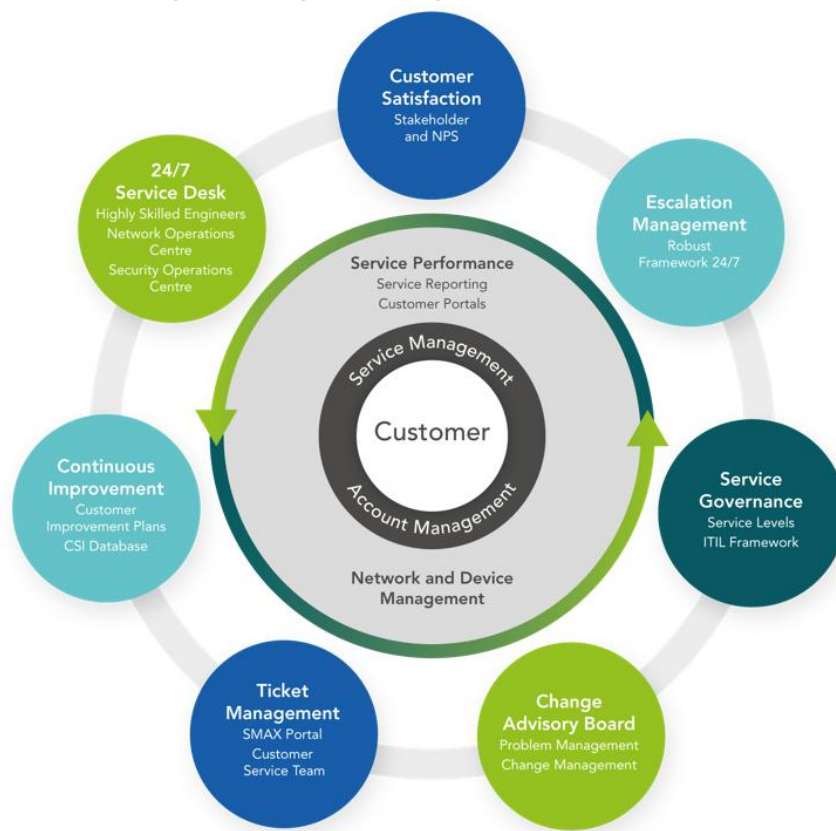 Customer
Satisfaction
Stakeholder
and NPS
24/7
Service Desk
Highly Skilled Engineers
Network Operations
Centre
Security Operations
Centre
Escalation
Management
Robust
Framework 24/7
Service Performance
Service Reporting
Customer Portals
Service Management
Customer
Account Management
Network and Device
Management
Continuous
Improvement
Customer
Improvement Plans
CSI Database
Service
Governance
Service Levels
ITIL Framework
Ticket
Management
SMAX Portal
Customer
Service Team
Change
Advisory Board
Problem Management
Change Management